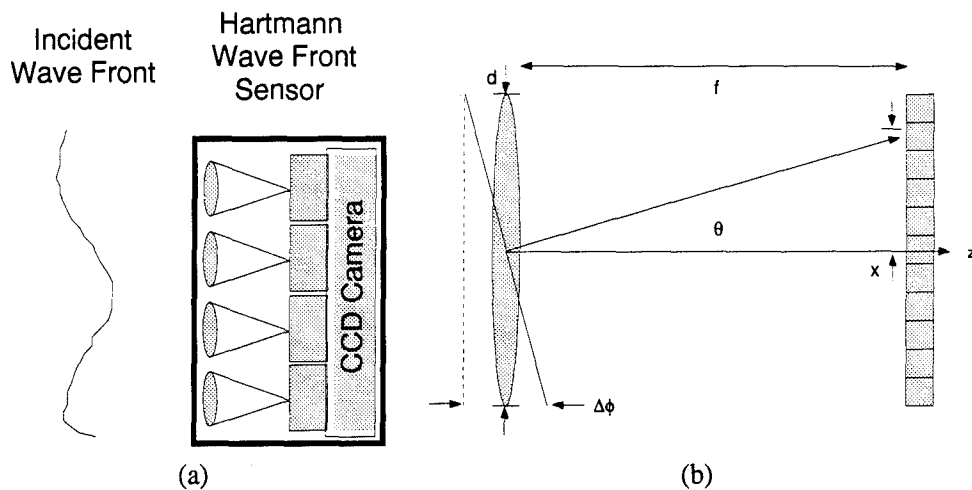 Incident
Wave Front
Hartmann
Wave Front
Sensor
CCD Camera
(a)
d
f
θ
z
x
Δϕ
(b)